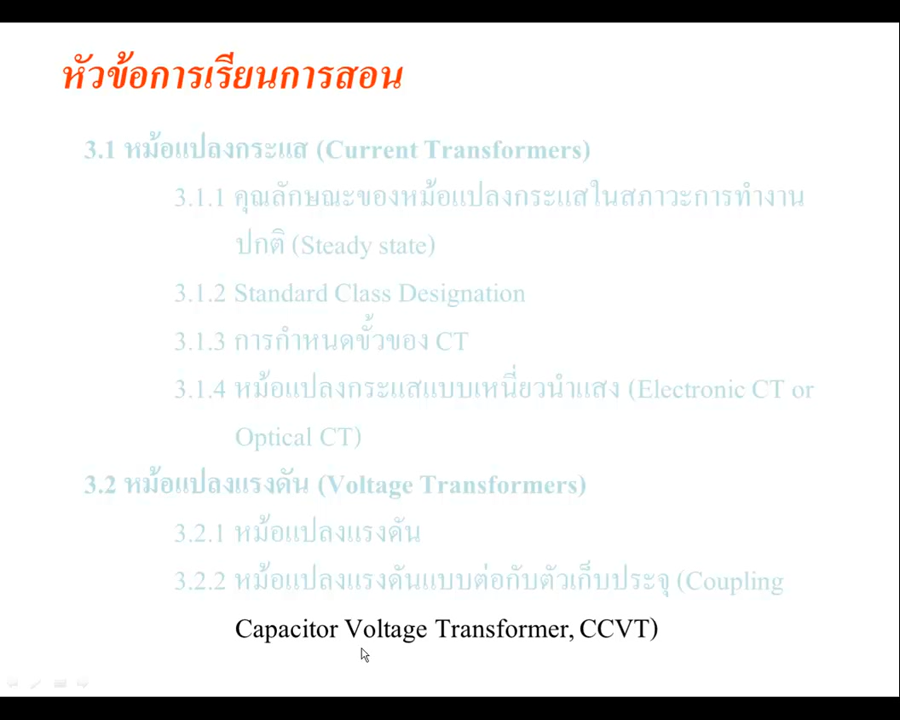 หัวข้อการเรียนการสอน
3.1 หม้อแปลงกระแส (Current Transformers)
3.1.1 คุณลักษณะของหม้อแปลงกระแสในสภาวะการทำงาน
ปกติ (Steady state)
3.1.2 Standard Class Designation
3.1.3 การกำหนดขั้วของ CT
3.1.4 หม้อแปลงกระแสแบบเหนี่ยวนำแสง (Electronic CT or
Optical CT)
3.2 หม้อแปลงแรงดัน (Voltage Transformers)
3.2.1 หม้อแปลงแรงดัน
3.2.2 หม้อแปลงแรงดันแบบต่อกับตัวเก็บประจุ (Coupling
Capacitor Voltage Transformer, CCVT)